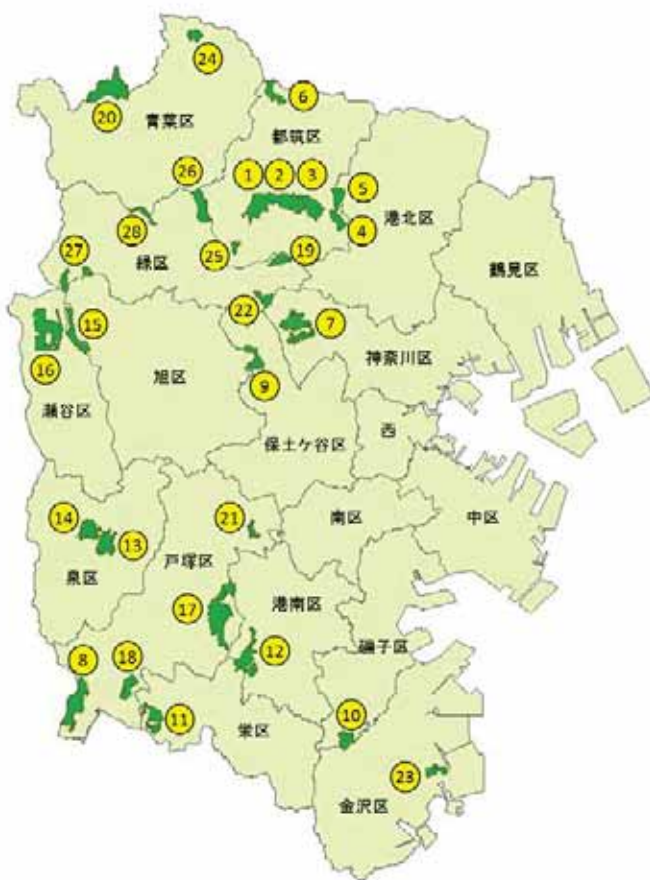 24
20
6
青葉区
都筑区
26
1 2 3
5
港北区
28
緑区
25
19
4
鶴見区
27
22
15
7
16
旭区
9
神奈川区
瀬谷区
保土ケ谷区
西
14
21
南区
中区
13
戸塚区
泉区
17
港南区
12
磯子区
8
18
11
栄区
10
23
金沢区